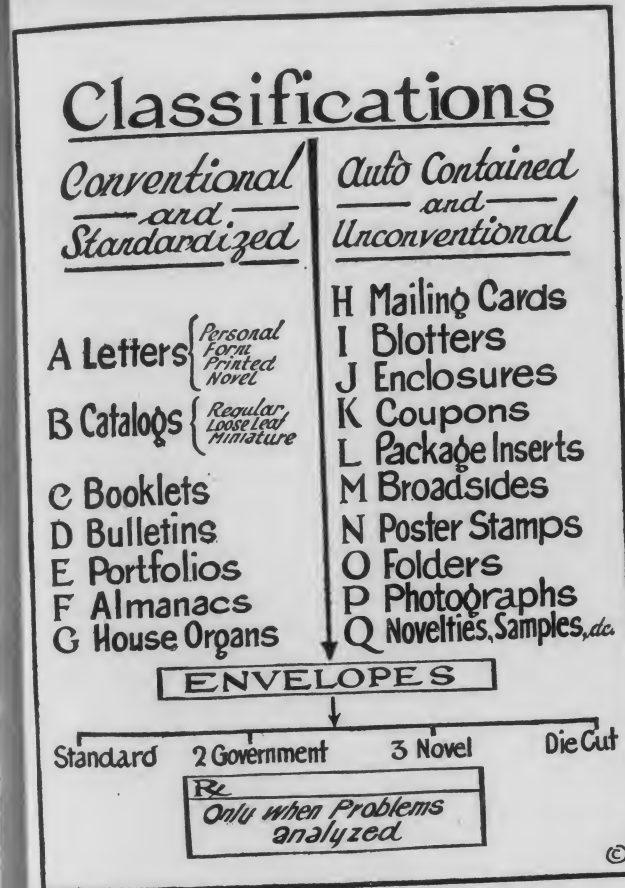 Classifications
Conventional
and
Standardized
A Letters { Personal
Form
Printed
Novel
B Catalogs { Regular
Loose Leaf
Miniature
C Booklets
D Bulletins
E Portfolios
F Almanacs
G House Organs
Auto Contained
and
Unconventional
H Mailing Cards
I Blotters
J Enclosures
K Coupons
L Package Inserts
M Broadsides
N Poster Stamps
O Folders
P Photographs
Q Novelties, Samples, etc.
ENVELOPES
Standard 2 Government 3 Novel Die Cut
Rx
Only when Problems
analyzed
©